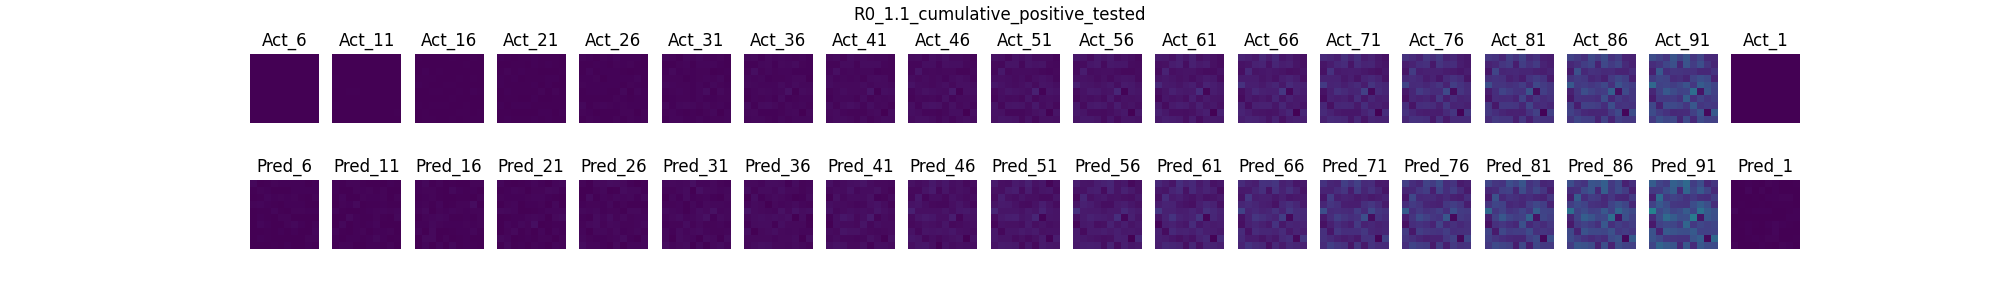 R0_1.1_cumulative_positive_tested
Act_6 Act_11 Act_16 Act_21 Act_26 Act_31 Act_36 Act_41 Act_46 Act_51 Act_56 Act_61 Act_66 Act_71 Act_76 Act_81 Act_86 Act_91 Act_1
Pred_6 Pred_11 Pred_16 Pred_21 Pred_26 Pred_31 Pred_36 Pred_41 Pred_46 Pred_51 Pred_56 Pred_61 Pred_66 Pred_71 Pred_76 Pred_81 Pred_86 Pred_91 Pred_1